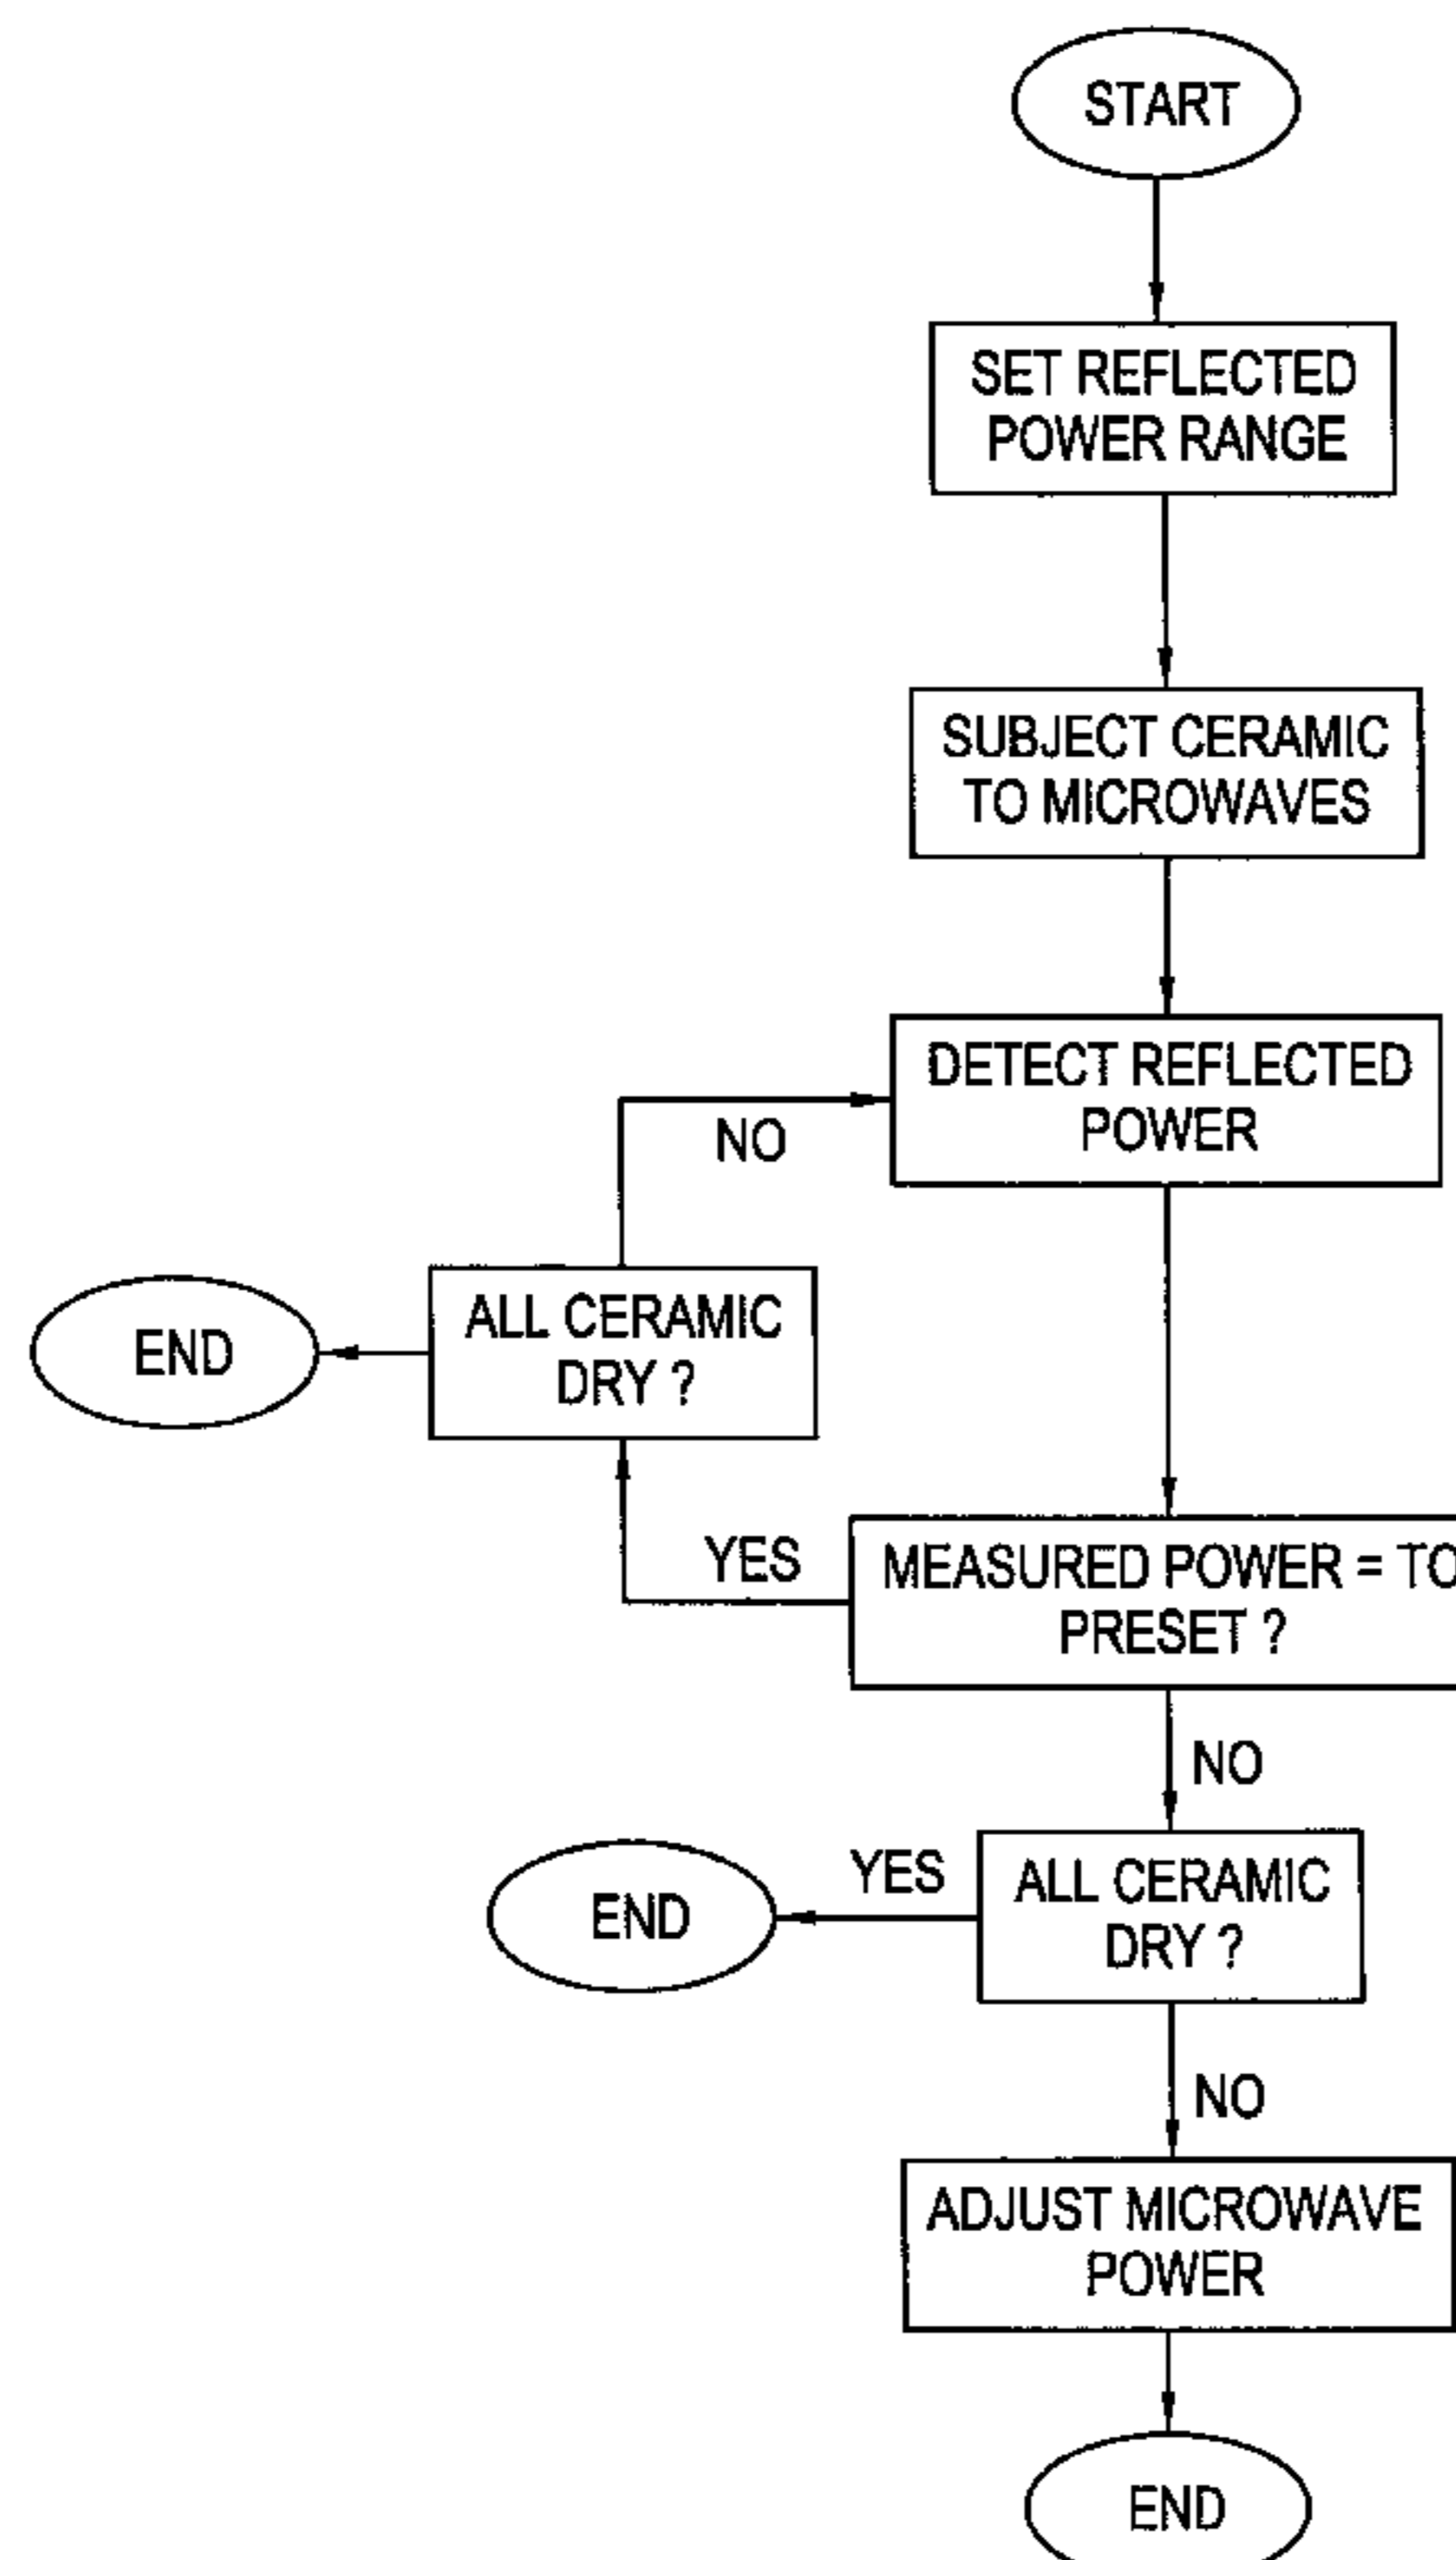 START
SET REFLECTED
POWER RANGE
SUBJECT CERAMIC
TO MICROWAVES
DETECT REFLECTED
POWER
NO
ALL CERAMIC
DRY ?
END
YES
MEASURED POWER = TO
PRESET ?
NO
YES
ALL CERAMIC
DRY ?
END
NO
ADJUST MICROWAVE
POWER
END